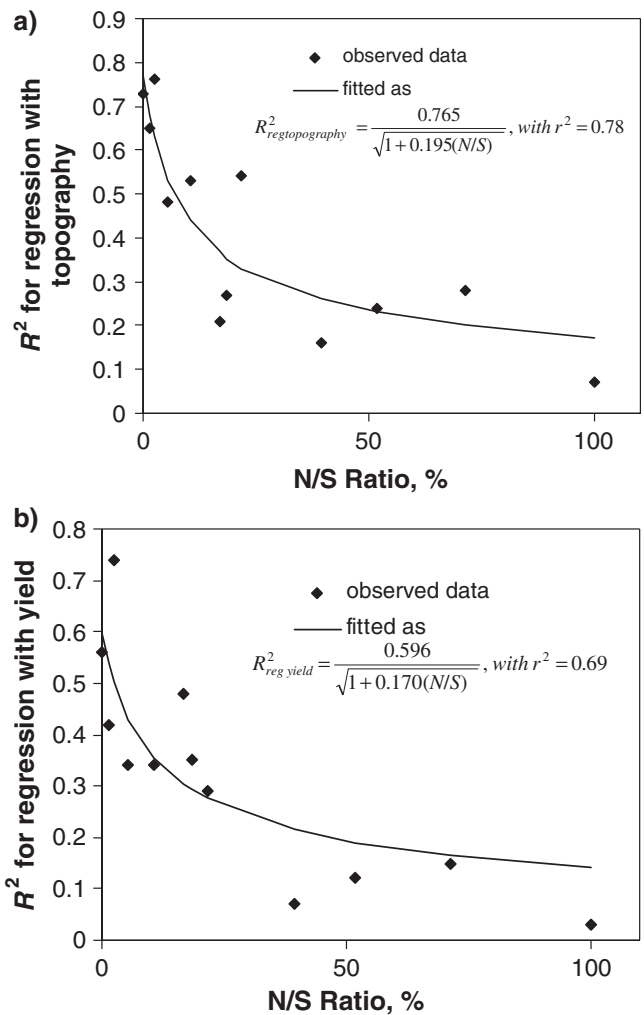 a)
0.9
0.8
0.7
0.6
0.5
0.4
0.3
0.2
0.1
0
R² for regression with
topography
observed data
fitted as
R²regtopography = 0.765 / √(1+0.195(N/S)), with r² = 0.78
0 50 100
N/S Ratio, %
b)
0.8
0.7
0.6
0.5
0.4
0.3
0.2
0.1
0
R² for regression with yield
observed data
fitted as
R²reg yield = 0.596 / √(1+0.170(N/S)), with r² = 0.69
0 50 100
N/S Ratio, %